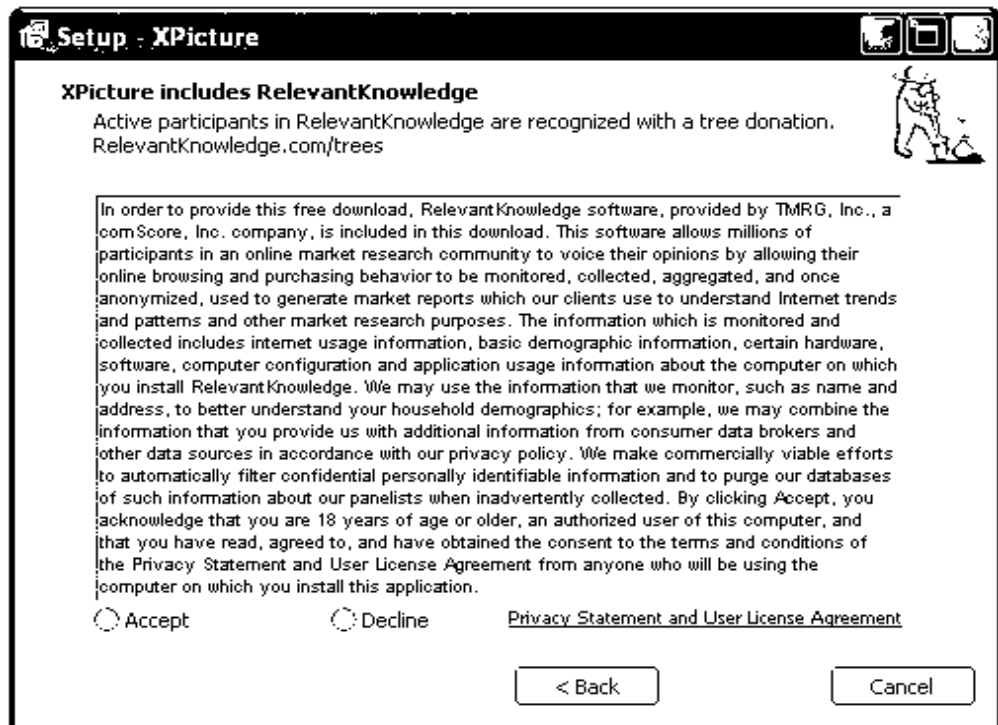 Setup - XPicture
XPicture includes RelevantKnowledge
Active participants in RelevantKnowledge are recognized with a tree donation.
RelevantKnowledge.com/trees
In order to provide this free download, RelevantKnowledge software, provided by TMRG, Inc., a
comScore, Inc. company, is included in this download. This software allows millions of
participants in an online market research community to voice their opinions by allowing their
online browsing and purchasing behavior to be monitored, collected, aggregated, and once
anonymized, used to generate market reports which our clients use to understand Internet trends
and patterns and other market research purposes. The information which is monitored and
collected includes internet usage information, basic demographic information, certain hardware,
software, computer configuration and application usage information about the computer on which
you install RelevantKnowledge. We may use the information that we monitor, such as name and
address, to better understand your household demographics; for example, we may combine the
information that you provide us with additional information from consumer data brokers and
other data sources in accordance with our privacy policy. We make commercially viable efforts
to automatically filter confidential personally identifiable information and to purge our databases
of such information about our panelists when inadvertently collected. By clicking Accept, you
acknowledge that you are 18 years of age or older, an authorized user of this computer, and
that you have read, agreed to, and have obtained the consent to the terms and conditions of
the Privacy Statement and User License Agreement from anyone who will be using the
computer on which you install this application.
Accept Decline Privacy Statement and User License Agreement
< Back Cancel